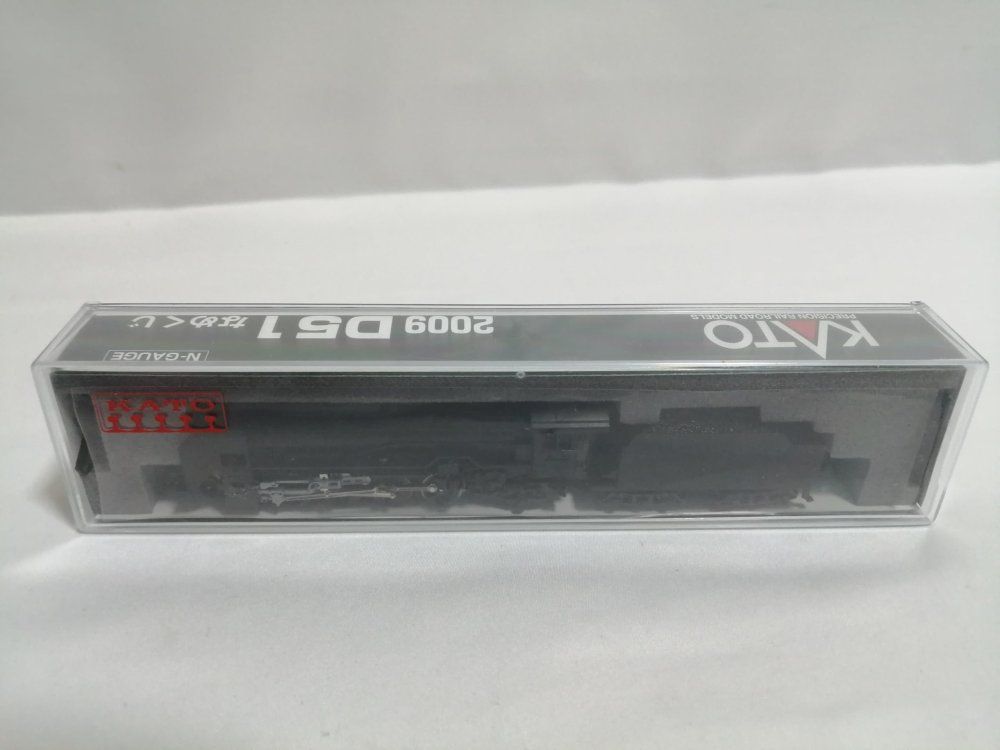 KATO
PRECISION RAILROAD MODELS
2009 D51 なめくじ
N-GAUGE
KATO